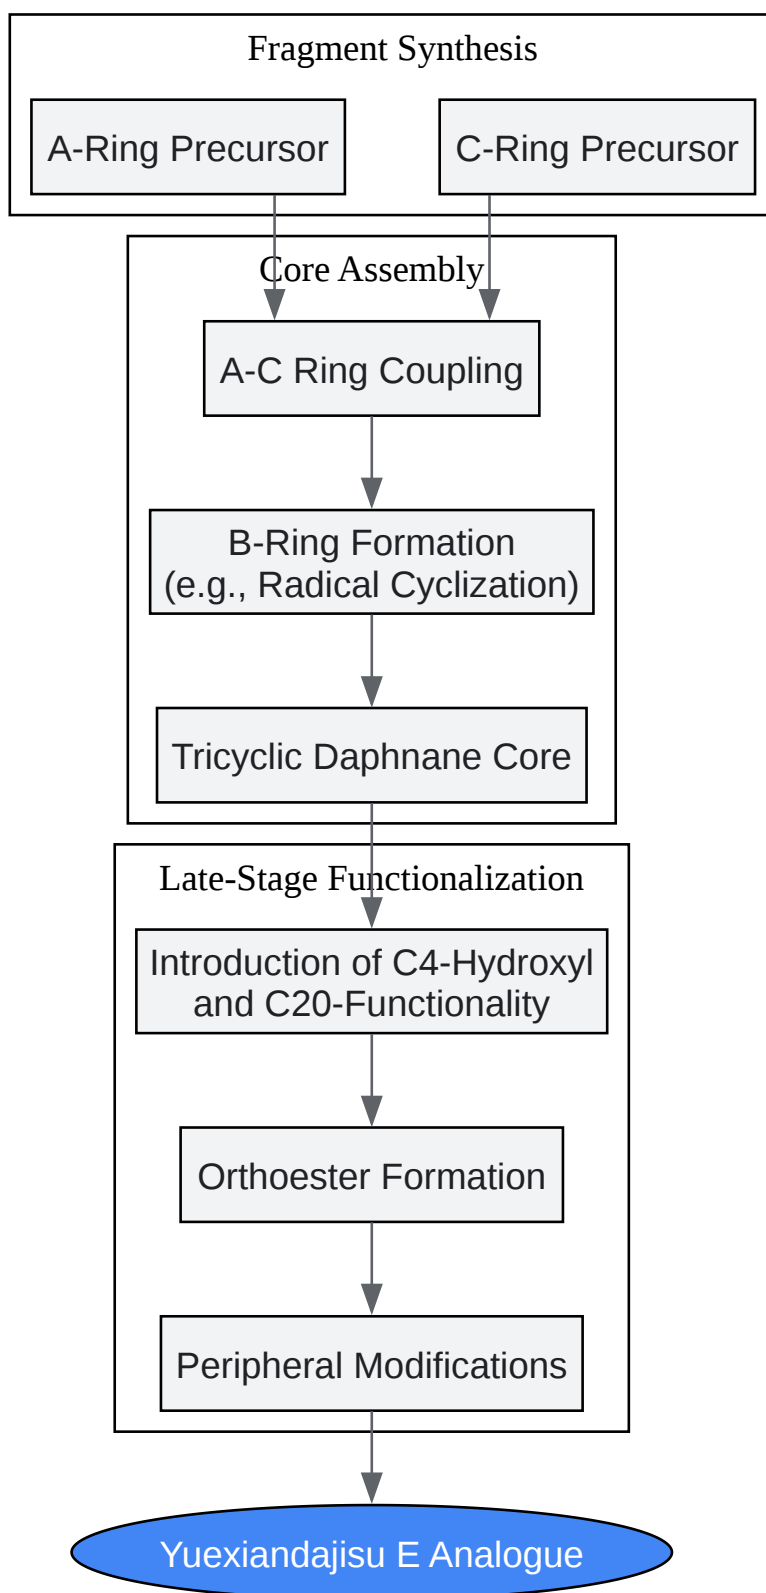 Fragment Synthesis
A-Ring Precursor
C-Ring Precursor
Core Assembly
A-C Ring Coupling
B-Ring Formation
(e.g., Radical Cyclization)
Tricyclic Daphnane Core
Late-Stage Functionalization
Introduction of C4-Hydroxyl
and C20-Functionality
Orthoester Formation
Peripheral Modifications
Yuexiandajisu E Analogue